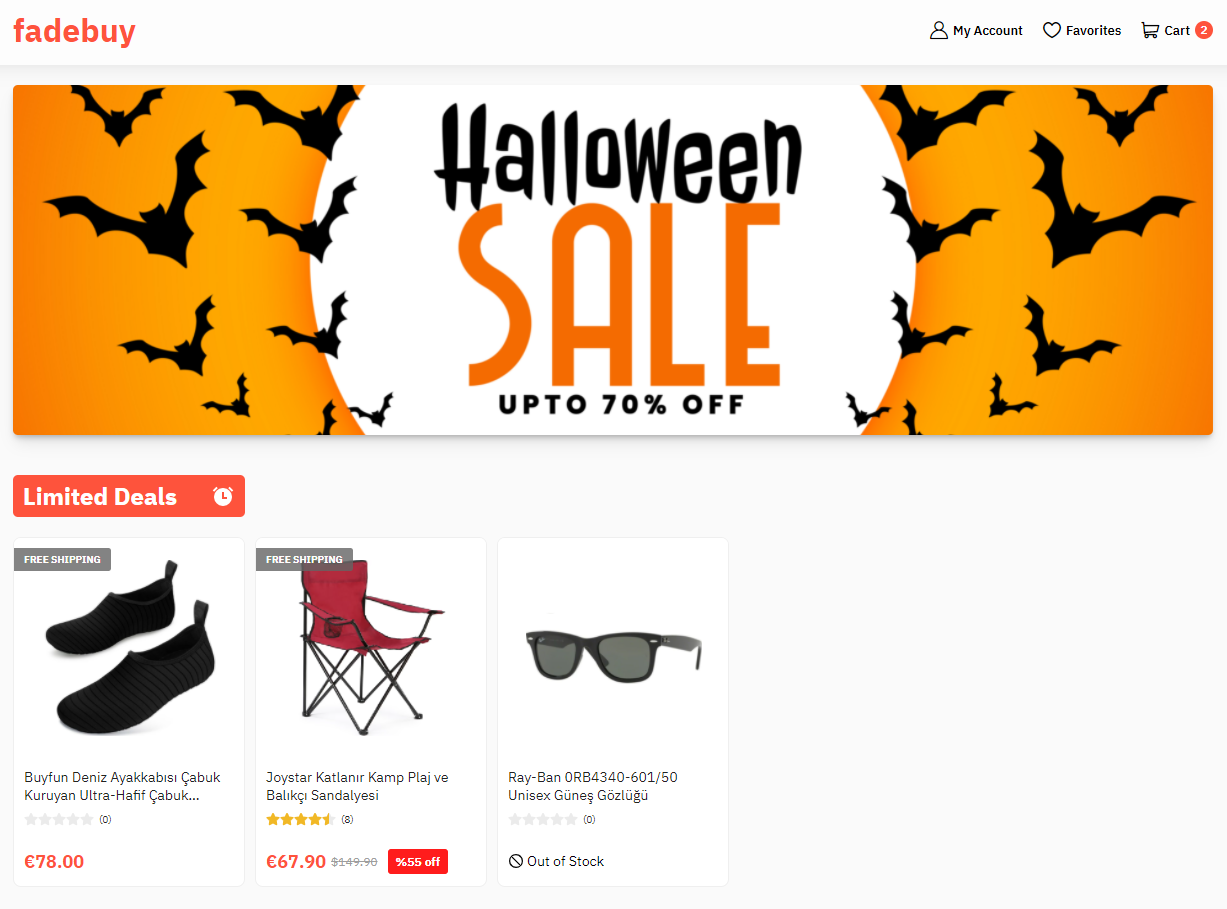 fadebuy
My Account
Favorites
Cart 2
Halloween
SALE
UPTO 70% OFF
Limited Deals
FREE SHIPPING
Buyfun Deniz Ayakkabısı Çabuk
Kuruyan Ultra-Hafif Çabuk...
(0)
€78.00
FREE SHIPPING
Joystar Katlanır Kamp Plaj ve
Balıkçı Sandalyesi
(8)
€67.90 $149.90 %55 off
Ray-Ban 0RB4340-601/50
Unisex Güneş Gözlüğü
(0)
Out of Stock